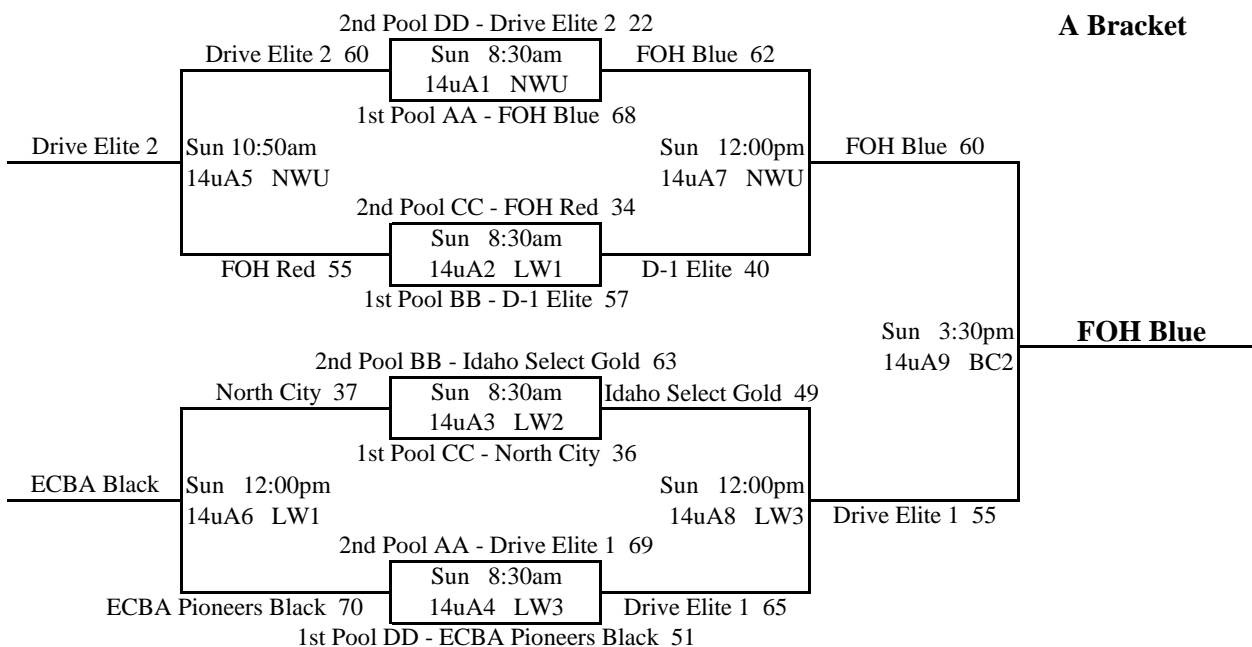 2nd Pool DD - Drive Elite 2  22
A Bracket
Drive Elite 2  60
Sun   8:30am
FOH Blue  62
14uA1   NWU
1st Pool AA - FOH Blue  68
Drive Elite 2
Sun 10:50am
Sun   12:00pm
FOH Blue  60
14uA5   NWU
14uA7   NWU
2nd Pool CC - FOH Red  34
Sun   8:30am
FOH Red  55
14uA2   LW1
D-1 Elite  40
1st Pool BB - D-1 Elite  57
Sun   3:30pm
FOH Blue
14uA9   BC2
2nd Pool BB - Idaho Select Gold  63
North City  37
Sun   8:30am
Idaho Select Gold  49
14uA3   LW2
1st Pool CC - North City  36
ECBA Black
Sun   12:00pm
Sun   12:00pm
14uA6   LW1
14uA8   LW3
Drive Elite 1  55
2nd Pool AA - Drive Elite 1  69
Sun   8:30am
ECBA Pioneers Black  70
14uA4   LW3
Drive Elite 1  65
1st Pool DD - ECBA Pioneers Black  51